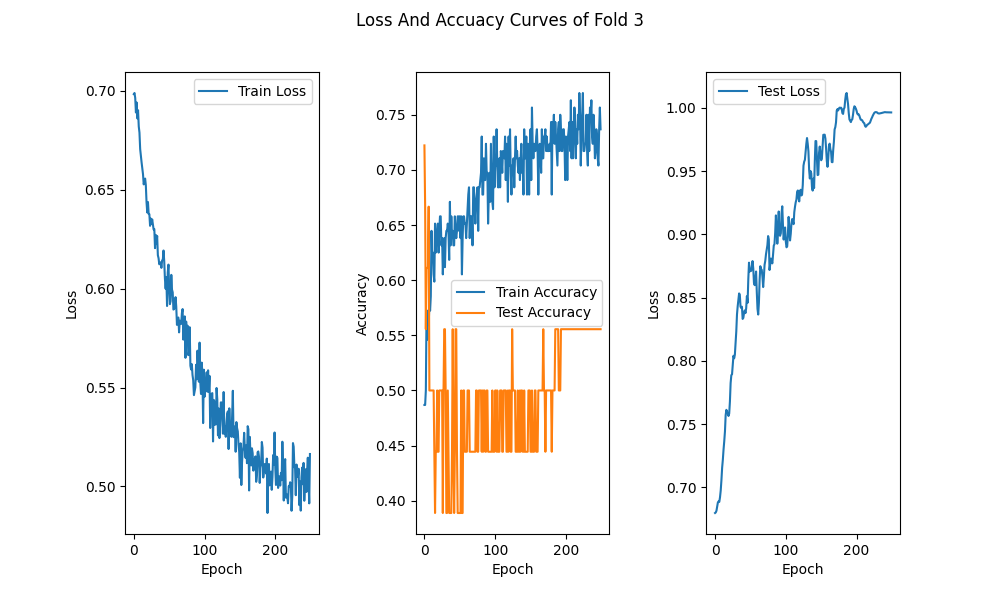 Loss And Accuacy Curves of Fold 3
Train Loss
0.70
0.65
0.60
0.55
0.50
Loss
0
100
200
Epoch
0.75
0.70
0.65
0.60
0.55
0.50
0.45
0.40
Accuracy
Train Accuracy
Test Accuracy
0
100
200
Epoch
Test Loss
1.00
0.95
0.90
0.85
0.80
0.75
0.70
Loss
0
100
200
Epoch